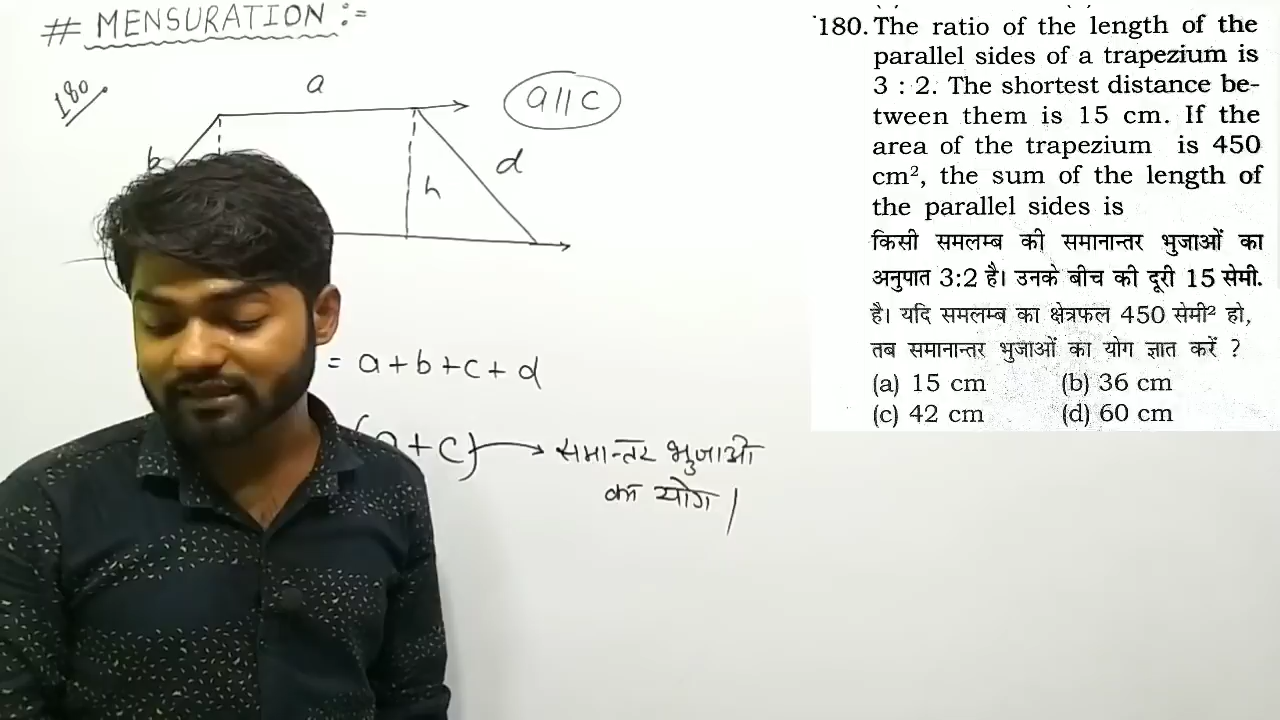 # MENSURATION :=
180.
a
a || c
b
d
h
= a + b + c + d
(a + c) → समान्तर भुजाओ
का योग |
180. The ratio of the length of the
parallel sides of a trapezium is
3 : 2. The shortest distance be-
tween them is 15 cm. If the
area of the trapezium is 450
cm², the sum of the length of
the parallel sides is
किसी समलम्ब की समानान्तर भुजाओं का
अनुपात 3:2 है। उनके बीच की दूरी 15 सेमी.
है। यदि समलम्ब का क्षेत्रफल 450 सेमी² हो,
तब समानान्तर भुजाओं का योग ज्ञात करें ?
(a) 15 cm (b) 36 cm
(c) 42 cm (d) 60 cm